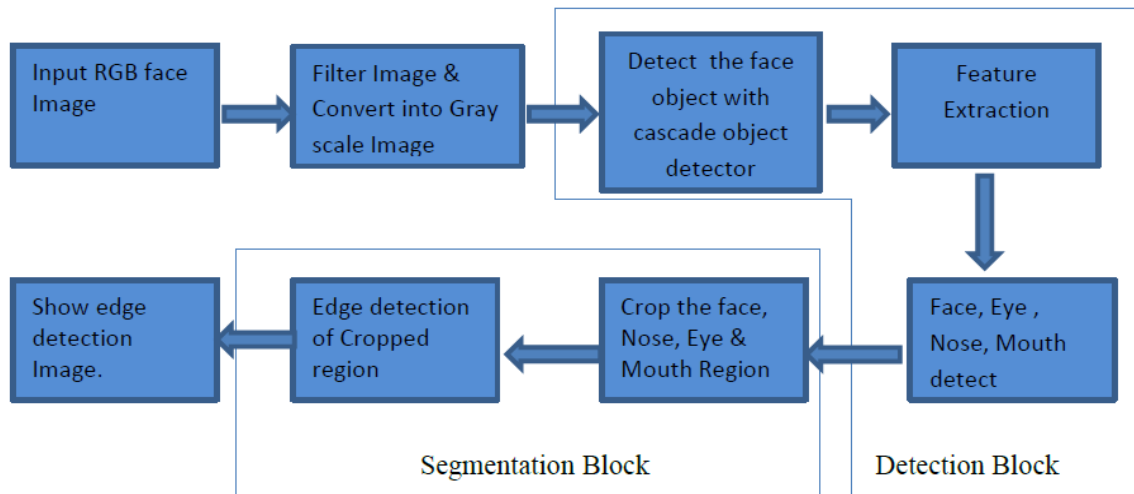 Input RGB face
Image
Filter Image &
Convert into Gray
scale Image
Detect the face
object with
cascade object
detector
Feature
Extraction
Face, Eye ,
Nose, Mouth
detect
Crop the face,
Nose, Eye &
Mouth Region
Edge detection
of Cropped
region
Show edge
detection
Image.
Segmentation Block
Detection Block